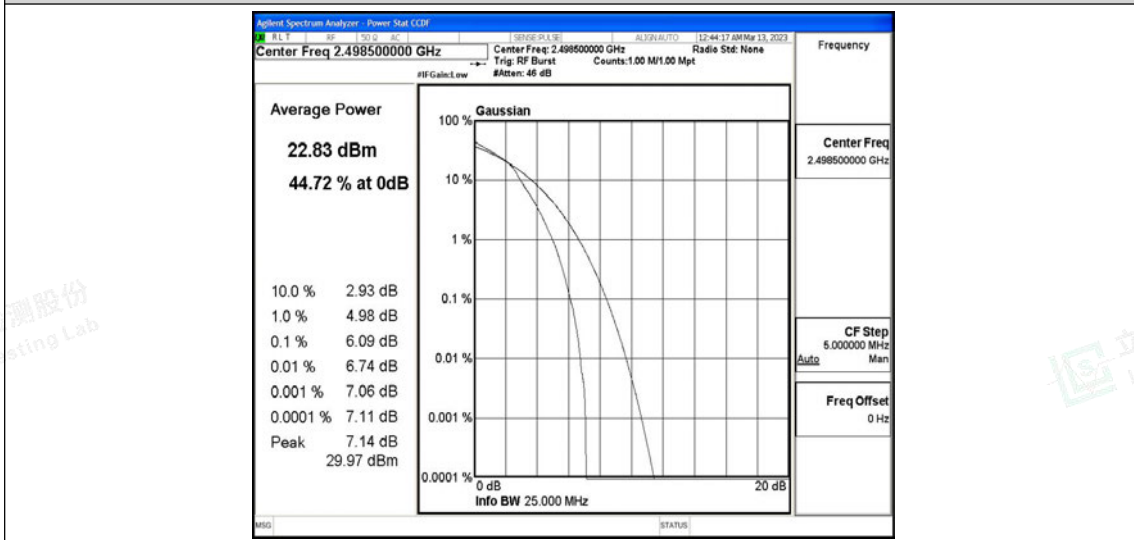 Agilent Spectrum Analyzer - Power Stat CCDF
RLT RF 50 Ω AC SENSE:PULSE ALIGN AUTO 12:44:17 AM Mar 13, 2023
Center Freq 2.498500000 GHz
Center Freq: 2.498500000 GHz Radio Std: None
Trig: RF Burst Counts:1.00 M/1.00 Mpt
#IFGain:Low #Atten: 46 dB
Frequency
Average Power
22.83 dBm
44.72 % at 0dB
10.0 % 2.93 dB
1.0 % 4.98 dB
0.1 % 6.09 dB
0.01 % 6.74 dB
0.001 % 7.06 dB
0.0001 % 7.11 dB
Peak 7.14 dB
29.97 dBm
Gaussian
100 %
10 %
1 %
0.1 %
0.01 %
0.001 %
0.0001 %
0 dB 20 dB
Info BW 25.000 MHz
Center Freq
2.498500000 GHz
CF Step
5.000000 MHz
Auto Man
Freq Offset
0 Hz
MSG STATUS
测股份
sting Lab